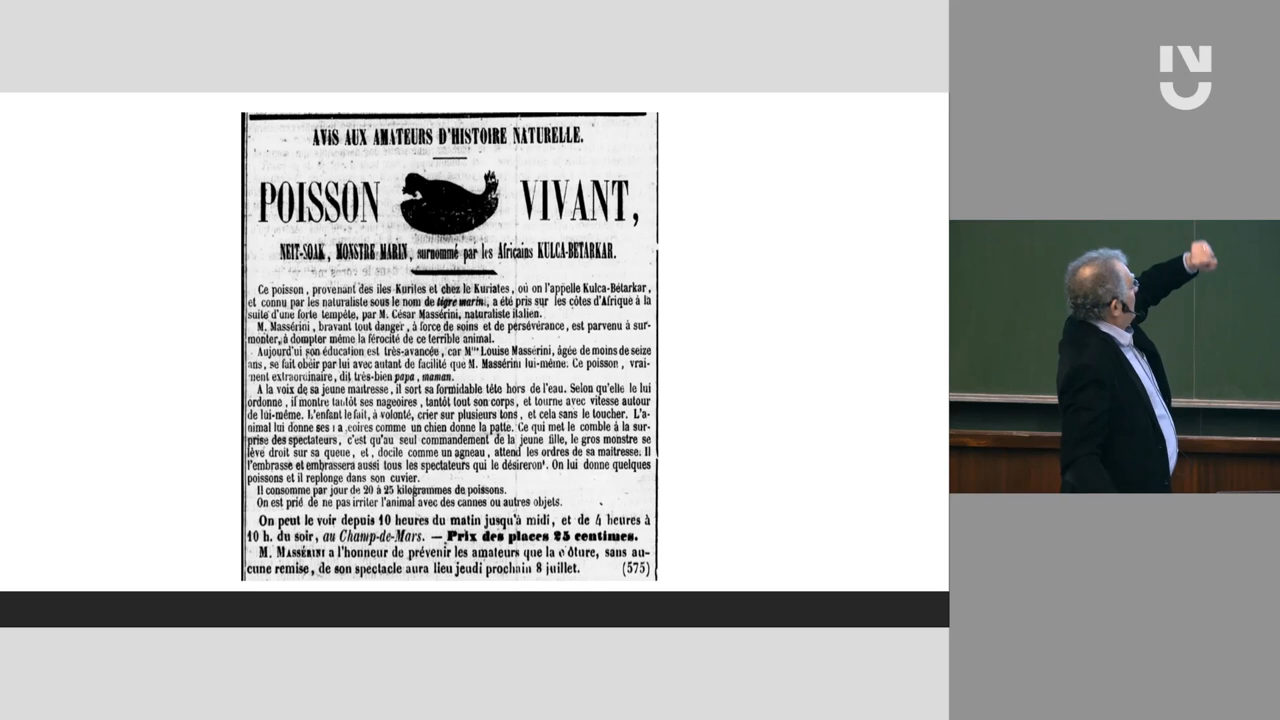 AVIS AUX AMATEURS D'HISTOIRE NATURELLE.
POISSON VIVANT,
NEIT-SOAK, MONSTRE MARIN, surnommé par les Africains KULCA-BETARKAR.
Ce poisson, provenant des iles Kurites et chez le Kuriates, où on l'appelle Kulca-Bétarkar,
et connu par les naturaliste sous le nom de tigre marin, a été pris sur les côtes d'Afrique à la
suite d'une forte tempête, par M. César Massérini, naturaliste italien.
M. Massérini, bravant tout danger, à force de soins et de persévérance, est parvenu à sur-
monter, à dompter même la férocité de ce terrible animal.
Aujourd'ui son éducation est très-avancée, car Mlle Louise Massérini, âgée de moins de seize
ans, se fait obéir par lui avec autant de facilité que M. Massérini lui-même. Ce poisson, vrai-
ment extraordinaire, dit très-bien papa, maman.
A la voix de sa jeune maitresse, il sort sa formidable tête hors de l'eau. Selon qu'elle le lui
ordonne, il montre tantôt ses nageoires, tantôt tout son corps, et tourne avec vitesse autour
de lui-même. L'enfant le fait, à volonté, crier sur plusieurs tons, et cela sans le toucher. L'a-
nimal lui donne ses comme un chien donne la patte. Ce qui met le comble à la sur-
prise des spectateurs, c'est qu'au seul commandement de la jeune fille, le gros monstre se
lève droit sur sa queue, et, docile comme un agneau, attend les ordres de sa maîtresse. Il
l'embrasse et embrassera aussi tous les spectateurs qui le désireront. On lui donne quelques
poissons et il replonge dans son cuvier.
Il consomme par jour de 20 à 25 kilogrammes de poissons.
On est prié de ne pas irriter l'animal avec des cannes ou autres objets.
On peut le voir depuis 10 heures du matin jusqu'à midi, et de 4 heures à
10 h. du soir, au Champ-de-Mars. — Prix des places 25 centimes.
M. MASSÉRINI a l'honneur de prévenir les amateurs que la clôture, sans au-
cune remise, de son spectacle aura lieu jeudi prochain 8 juillet. (575)